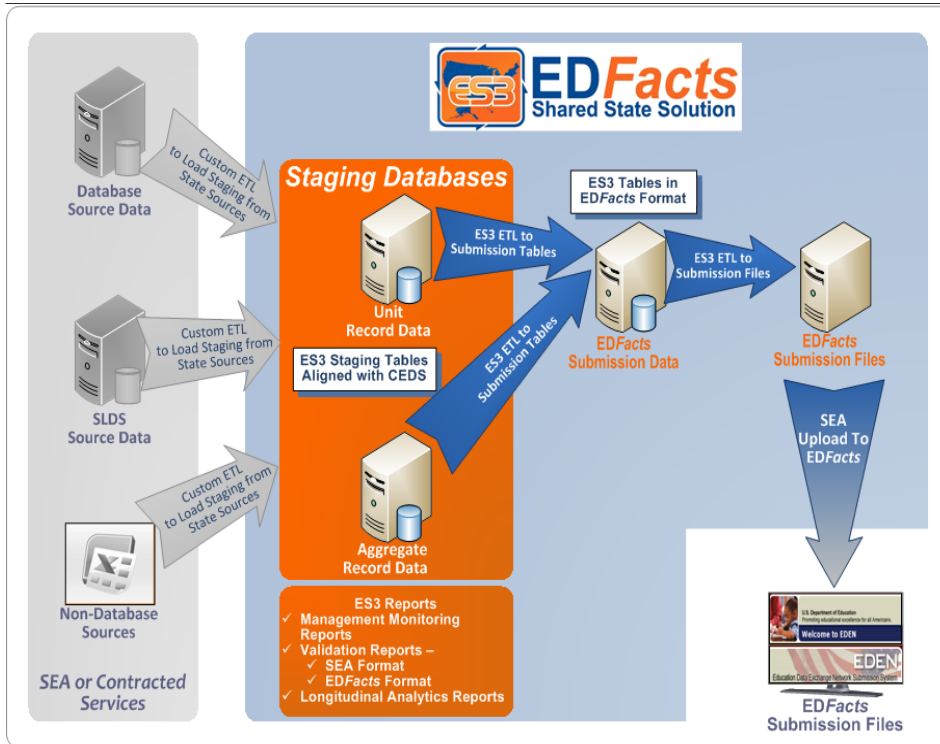 ES3
EDFacts
Shared State Solution
Database
Source Data
Custom ETL
to Load Staging from
State Sources
SLDS
Source Data
Custom ETL
to Load Staging from
State Sources
Non-Database
Sources
Custom ETL
to Load Staging from
State Sources
SEA or Contracted
Services
Staging Databases
Unit
Record Data
ES3 Staging Tables
Aligned with CEDS
Aggregate
Record Data
ES3 ETL to
Submission Tables
ES3 ETL to
Submission Tables
ES3 Tables in
EDFacts Format
EDFacts
Submission Data
ES3 ETL to
Submission Files
EDFacts
Submission Files
SEA
Upload To
EDFacts
ES3 Reports
✓ Management Monitoring
Reports
✓ Validation Reports –
✓ SEA Format
✓ EDFacts Format
✓ Longitudinal Analytics Reports
U.S. Department of Education
Promoting educational excellence for all Americans.
Welcome to EDEN
EDEN
Education Data Exchange Network Submission System
EDFacts
Submission Files